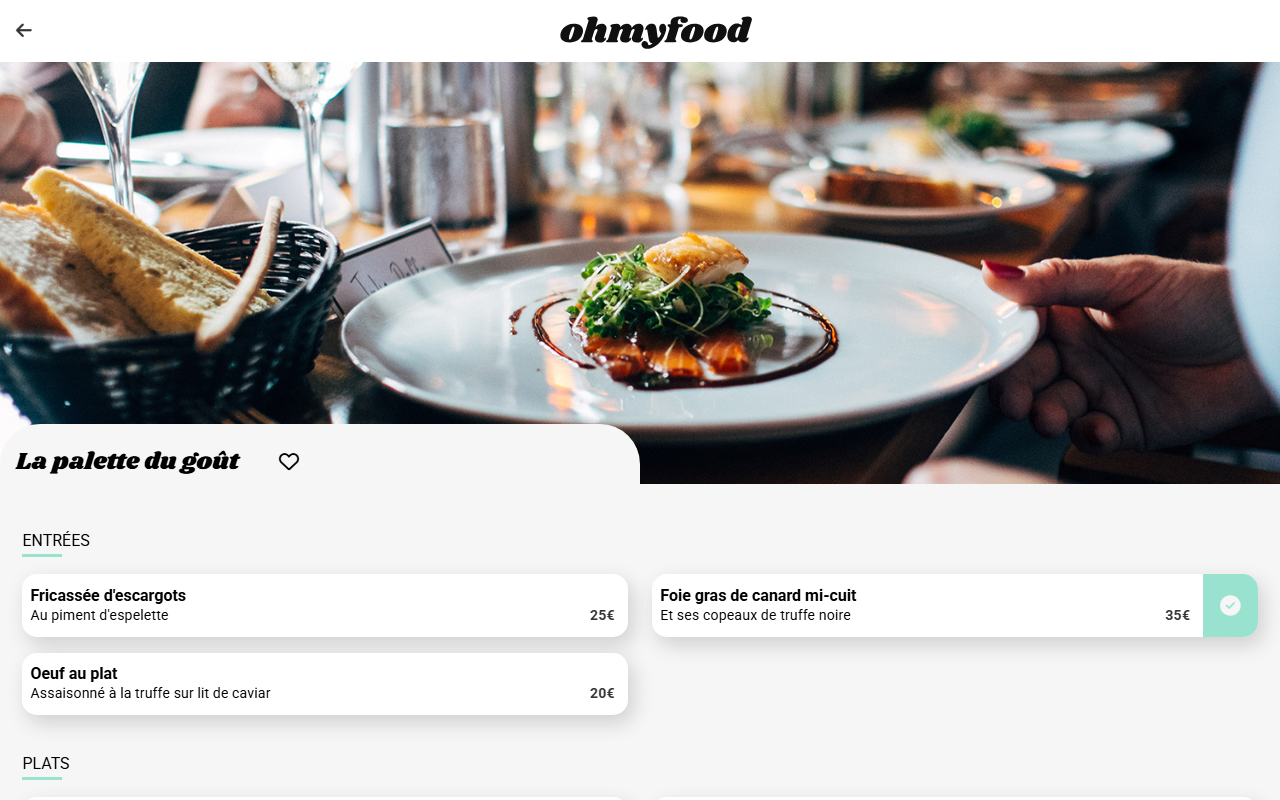 ohmyfood
La palette du goût
ENTRÉES
Fricassée d'escargots
Au piment d'espelette
25€
Foie gras de canard mi-cuit
Et ses copeaux de truffe noire
35€
Oeuf au plat
Assaisonné à la truffe sur lit de caviar
20€
PLATS